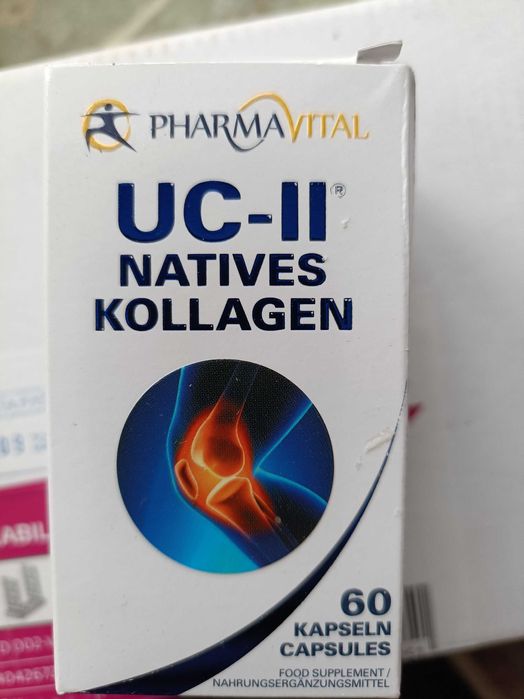 PHARMAVITAL
UC-II®
NATIVES
KOLLAGEN
60
KAPSELN
CAPSULES
FOOD SUPPLEMENT /
NAHRUNGSERGÄNZUNGSMITTEL